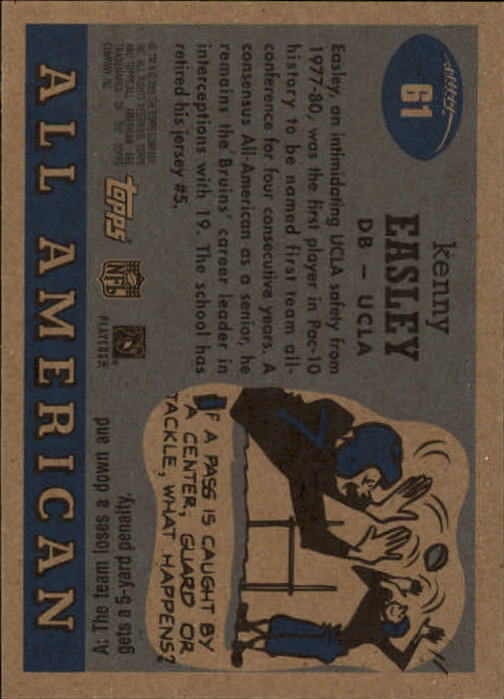 61
kenny
EASLEY
DB – UCLA
Easley, an intimidating UCLA safety from
1977-80, was the first player in Pac-10
history to be named first team all-
conference for four consecutive years. A
consensus All-American as a senior, he
remains the Bruins' career leader in
interceptions with 19. The school has
retired his jersey #5.
IF A PASS IS CAUGHT BY
A CENTER, GUARD OR
TACKLE, WHAT HAPPENS?
A: The team loses a down and
gets a 5-yard penalty.
topps
NFL
PLAYERS
ALL AMERICAN